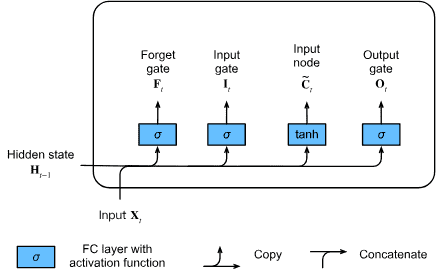 Forget
gate
F_t
Input
gate
I_t
Input
node
C̃_t
Output
gate
O_t
σ
σ
tanh
σ
Hidden state
H_{t−1}
Input X_t
σ
FC layer with
activation function
Copy
Concatenate